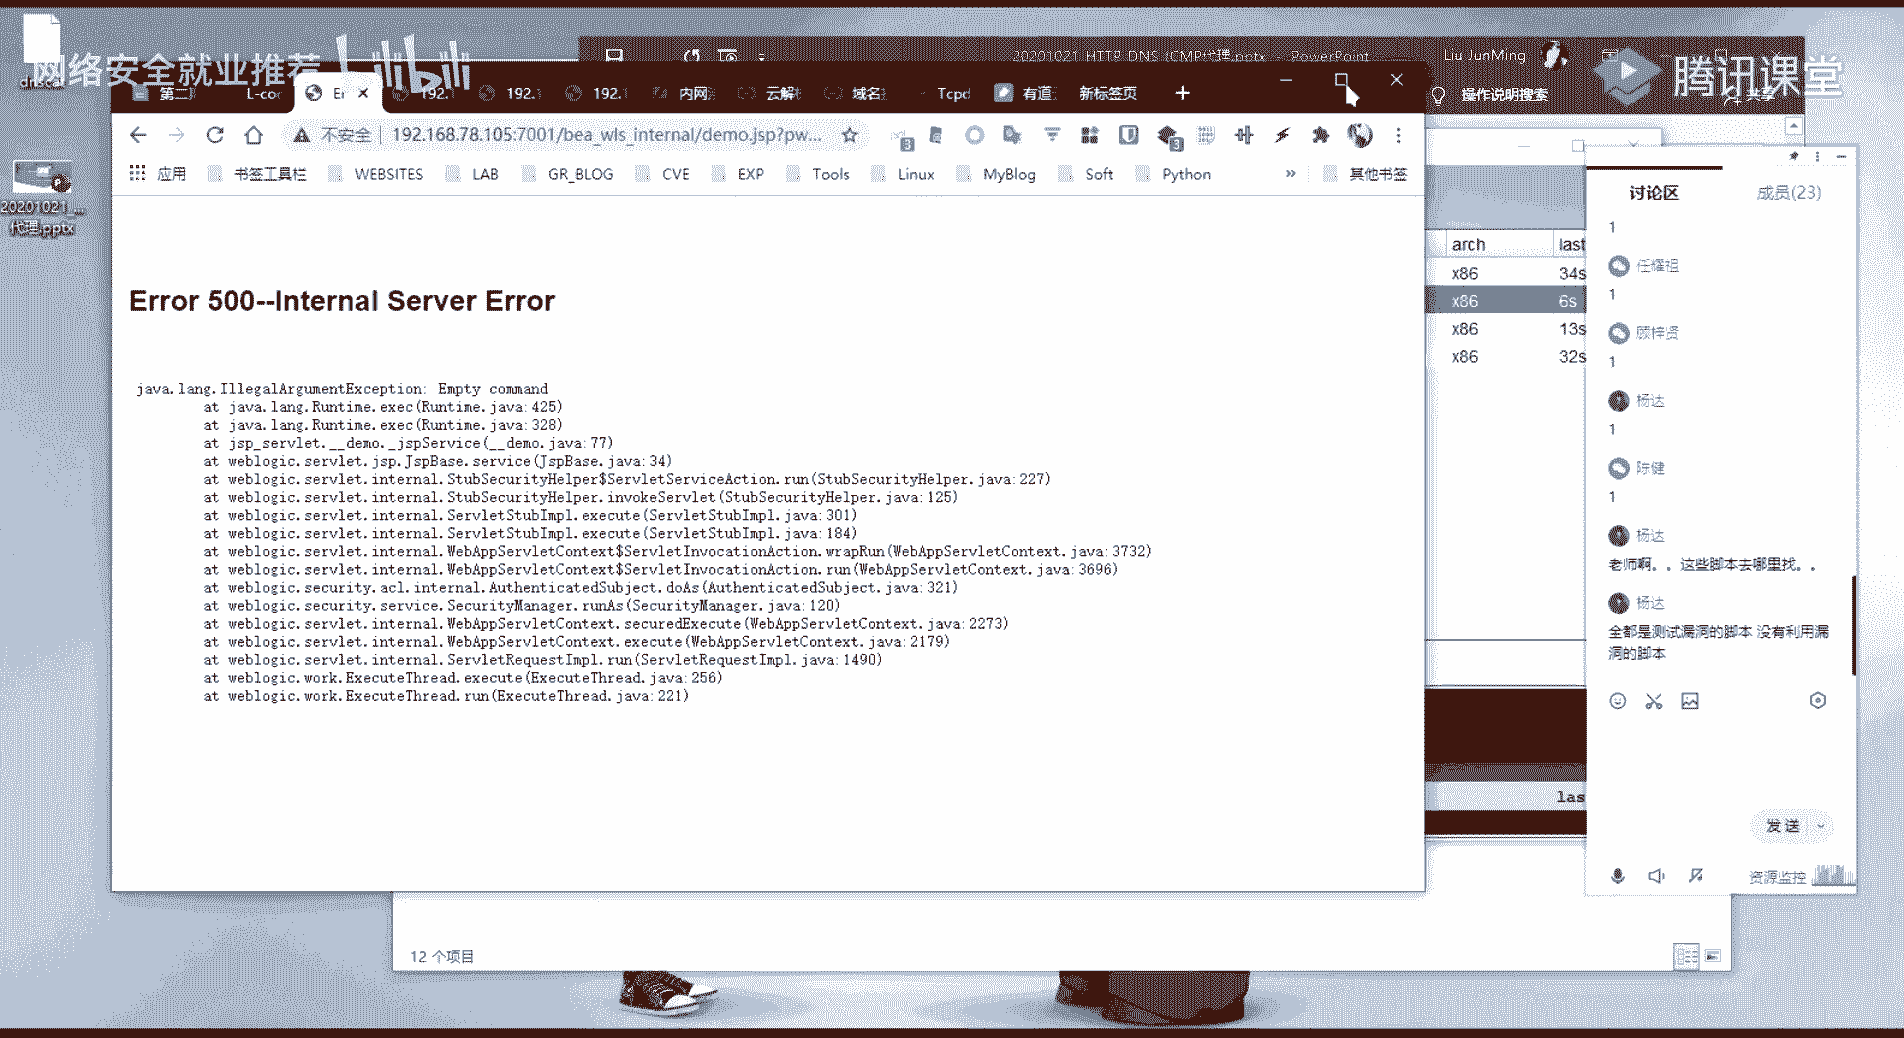 网络安全就业推荐 bilibili
腾讯课堂
20201021_HTTP_DNS_ICMP代理.pptx - PowerPoint
Liu JunMing
操作说明搜索
共享
L-cor
Er
192.1
192.1
192.1
内网
云解
域名
Tcpd
有道
新标签页
不安全
192.168.78.105:7001/bea_wls_internal/demo.jsp?pw...
3
3
应用
书签工具栏
WEBSITES
LAB
GR_BLOG
CVE
EXP
Tools
Linux
MyBlog
Soft
Python
»
其他书签
20201021_...
代理.pptx
Error 500--Internal Server Error
java.lang.IllegalArgumentException: Empty command
at java.lang.Runtime.exec(Runtime.java:425)
at java.lang.Runtime.exec(Runtime.java:328)
at jsp_servlet.__demo._jspService(__demo.java:77)
at weblogic.servlet.jsp.JspBase.service(JspBase.java:34)
at weblogic.servlet.internal.StubSecurityHelper$ServletServiceAction.run(StubSecurityHelper.java:227)
at weblogic.servlet.internal.StubSecurityHelper.invokeServlet(StubSecurityHelper.java:125)
at weblogic.servlet.internal.ServletStubImpl.execute(ServletStubImpl.java:301)
at weblogic.servlet.internal.ServletStubImpl.execute(ServletStubImpl.java:184)
at weblogic.servlet.internal.WebAppServletContext$ServletInvocationAction.wrapRun(WebAppServletContext.java:3732)
at weblogic.servlet.internal.WebAppServletContext$ServletInvocationAction.run(WebAppServletContext.java:3696)
at weblogic.security.acl.internal.AuthenticatedSubject.doAs(AuthenticatedSubject.java:321)
at weblogic.security.service.SecurityManager.runAs(SecurityManager.java:120)
at weblogic.servlet.internal.WebAppServletContext.securedExecute(WebAppServletContext.java:2273)
at weblogic.servlet.internal.WebAppServletContext.execute(WebAppServletContext.java:2179)
at weblogic.servlet.internal.ServletRequestImpl.run(ServletRequestImpl.java:1490)
at weblogic.work.ExecuteThread.execute(ExecuteThread.java:256)
at weblogic.work.ExecuteThread.run(ExecuteThread.java:221)
arch last
x86 34s
x86 6s
x86 13s
x86 32s
las
讨论区
成员(23)
1
任耀祖
1
顾梓贤
1
杨达
1
陈健
1
杨达
老师啊。。这些脚本去哪里找。。
杨达
全都是测试漏洞的脚本 没有利用漏
洞的脚本
发送
资源监控
12 个项目